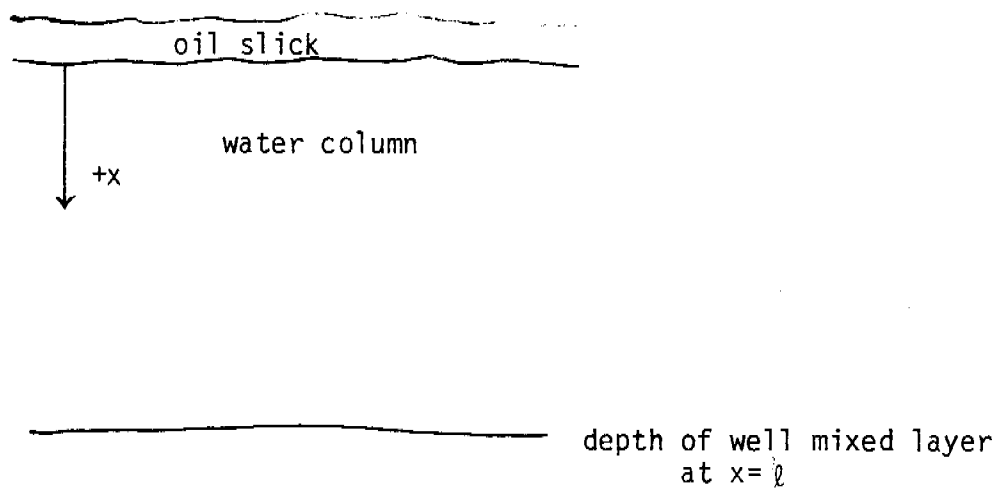 oil slick
water column
+x
depth of well mixed layer
at x= ℓ